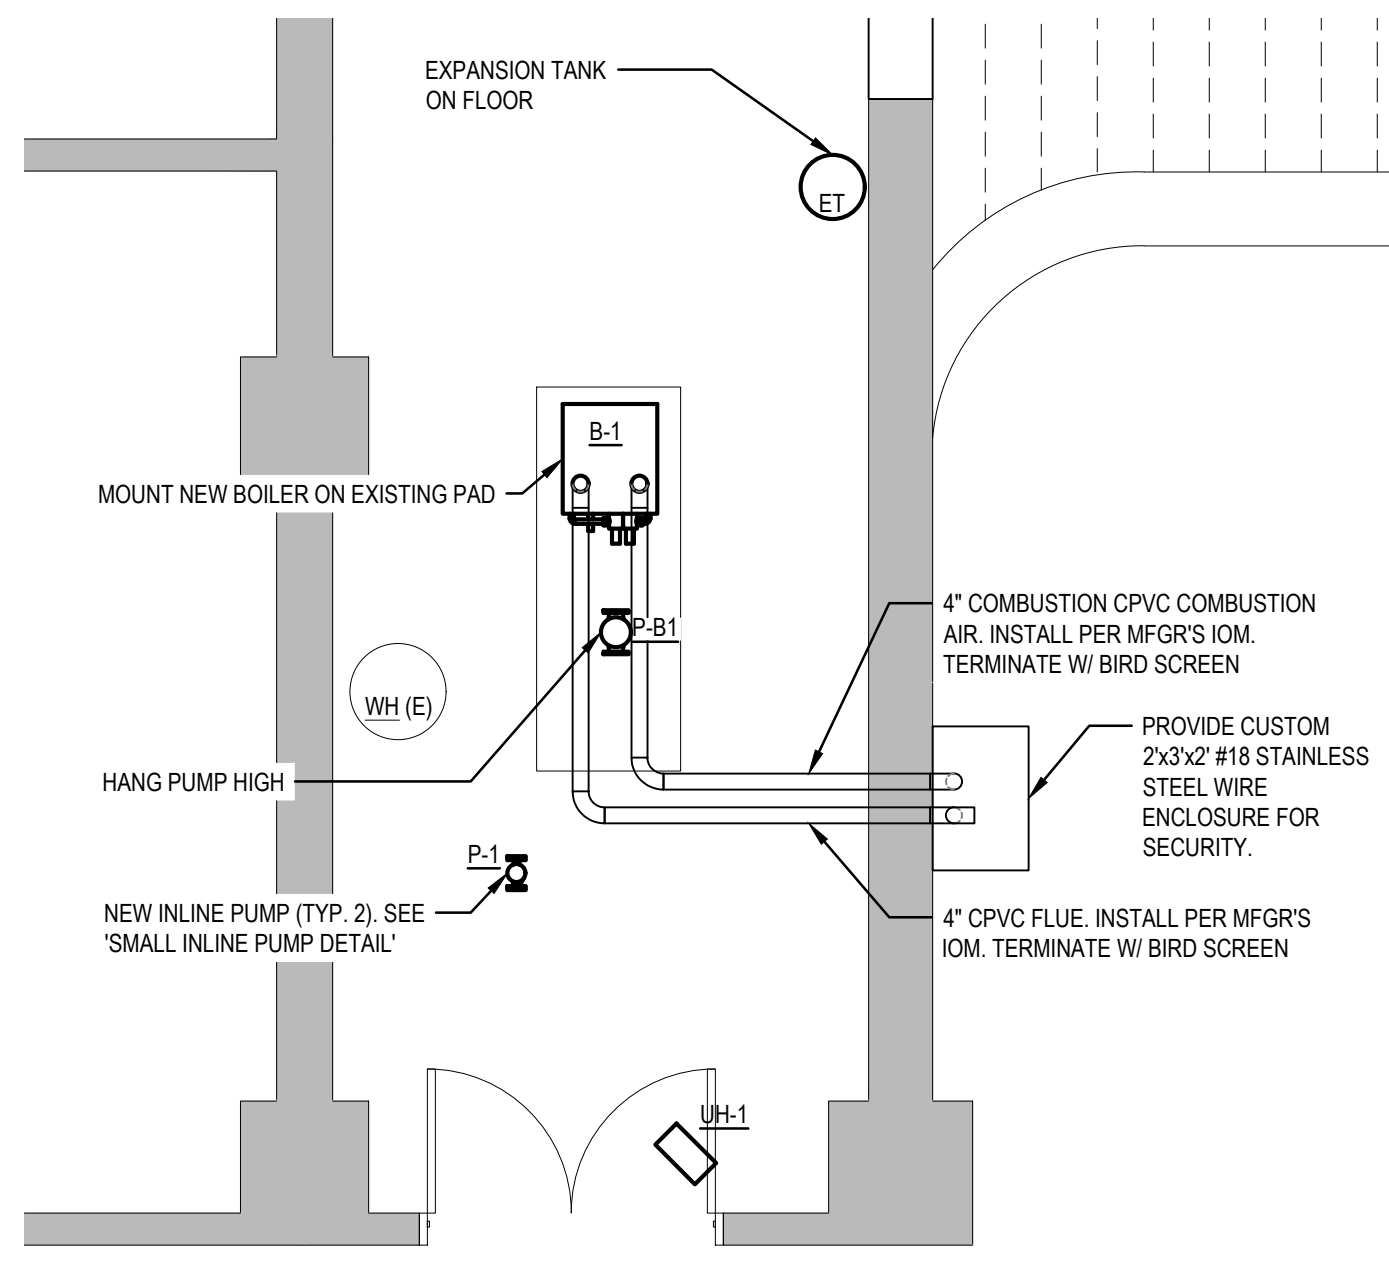 EXPANSION TANK
ON FLOOR
ET
B-1
MOUNT NEW BOILER ON EXISTING PAD
4" COMBUSTION CPVC COMBUSTION
AIR. INSTALL PER MFGR'S IOM.
TERMINATE W/ BIRD SCREEN
P-B1
WH (E)
PROVIDE CUSTOM
2'x3'x2' #18 STAINLESS
STEEL WIRE
ENCLOSURE FOR
SECURITY.
HANG PUMP HIGH
P-1
NEW INLINE PUMP (TYP. 2). SEE
'SMALL INLINE PUMP DETAIL'
4" CPVC FLUE. INSTALL PER MFGR'S
IOM. TERMINATE W/ BIRD SCREEN
UH-1